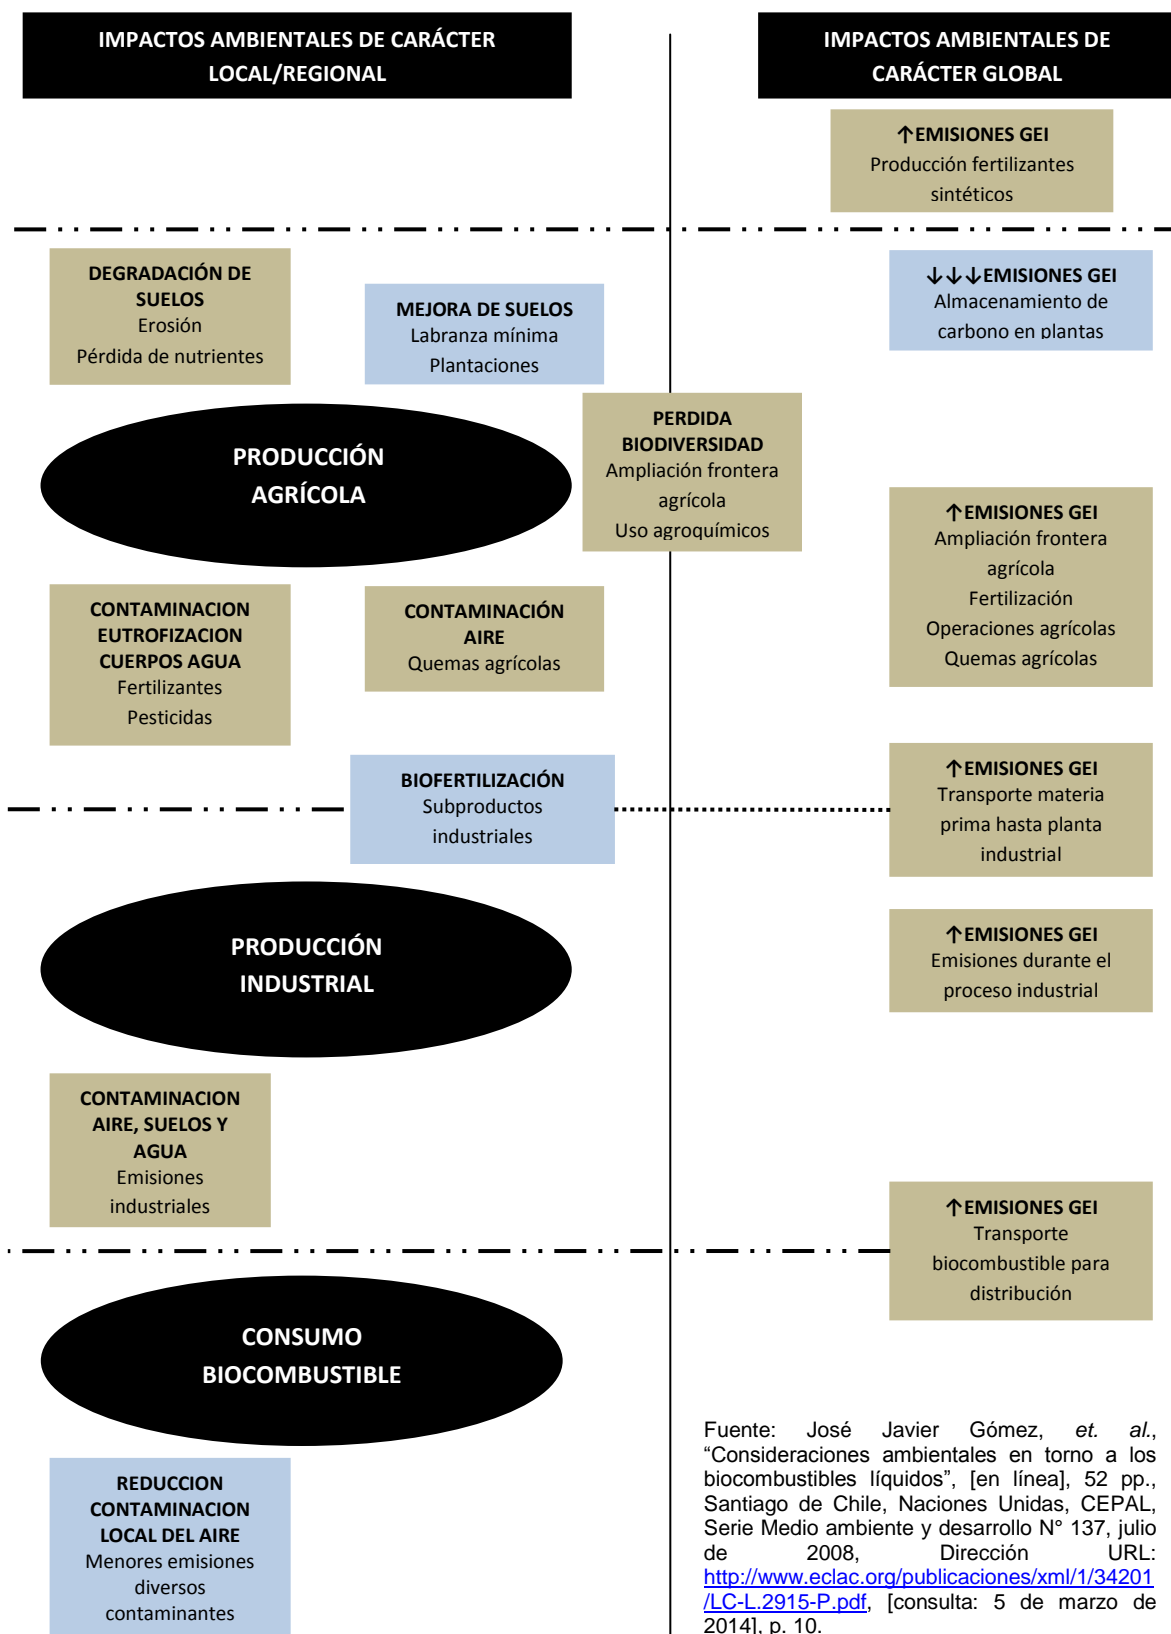 IMPACTOS AMBIENTALES DE CARÁCTER
LOCAL/REGIONAL
IMPACTOS AMBIENTALES DE
CARÁCTER GLOBAL
↑EMISIONES GEI
Producción fertilizantes
sintéticos
DEGRADACIÓN DE
SUELOS
Erosión
Pérdida de nutrientes
MEJORA DE SUELOS
Labranza mínima
Plantaciones
↓↓↓EMISIONES GEI
Almacenamiento de
carbono en plantas
PRODUCCIÓN
AGRÍCOLA
PERDIDA
BIODIVERSIDAD
Ampliación frontera
agrícola
Uso agroquímicos
↑EMISIONES GEI
Ampliación frontera
agrícola
Fertilización
Operaciones agrícolas
Quemas agrícolas
CONTAMINACION
EUTROFIZACION
CUERPOS AGUA
Fertilizantes
Pesticidas
CONTAMINACIÓN
AIRE
Quemas agrícolas
BIOFERTILIZACIÓN
Subproductos
industriales
↑EMISIONES GEI
Transporte materia
prima hasta planta
industrial
PRODUCCIÓN
INDUSTRIAL
↑EMISIONES GEI
Emisiones durante el
proceso industrial
CONTAMINACION
AIRE, SUELOS Y
AGUA
Emisiones
industriales
↑EMISIONES GEI
Transporte
biocombustible para
distribución
CONSUMO
BIOCOMBUSTIBLE
REDUCCION
CONTAMINACION
LOCAL DEL AIRE
Menores emisiones
diversos
contaminantes
Fuente: José Javier Gómez, et. al.,
“Consideraciones ambientales en torno a los
biocombustibles líquidos”, [en línea], 52 pp.,
Santiago de Chile, Naciones Unidas, CEPAL,
Serie Medio ambiente y desarrollo N° 137, julio
de 2008, Dirección URL:
http://www.eclac.org/publicaciones/xml/1/34201
/LC-L.2915-P.pdf, [consulta: 5 de marzo de
2014], p. 10.